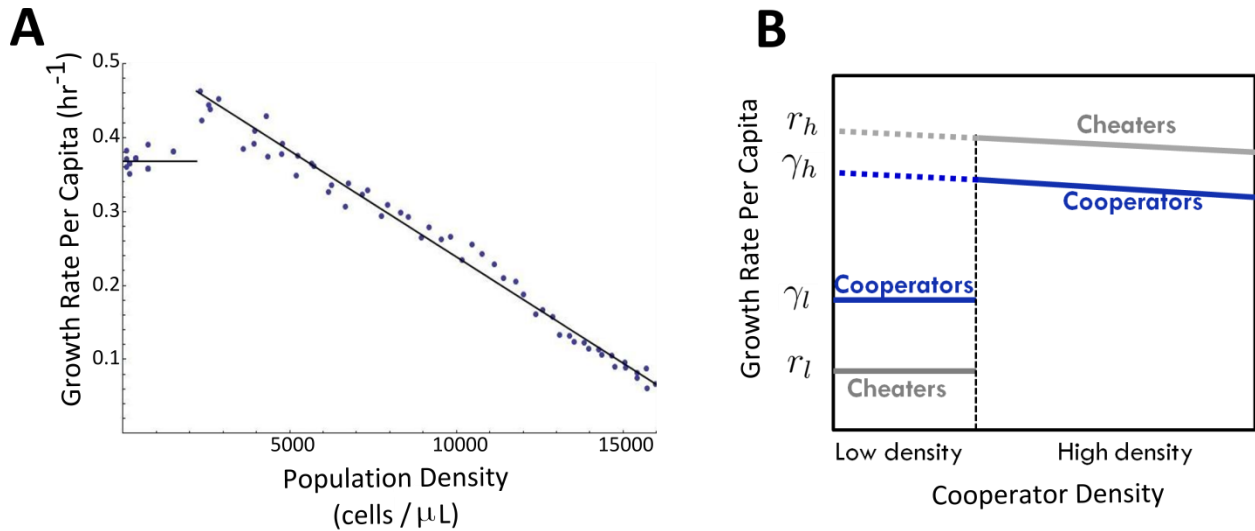 A
Growth Rate Per Capita (hr⁻¹)
0.5
0.4
0.3
0.2
0.1
5000
10000
15000
Population Density
(cells / μL)
B
Growth Rate Per Capita
r_h
γ_h
γ_l
r_l
Cheaters
Cooperators
Cooperators
Cheaters
Low density
High density
Cooperator Density